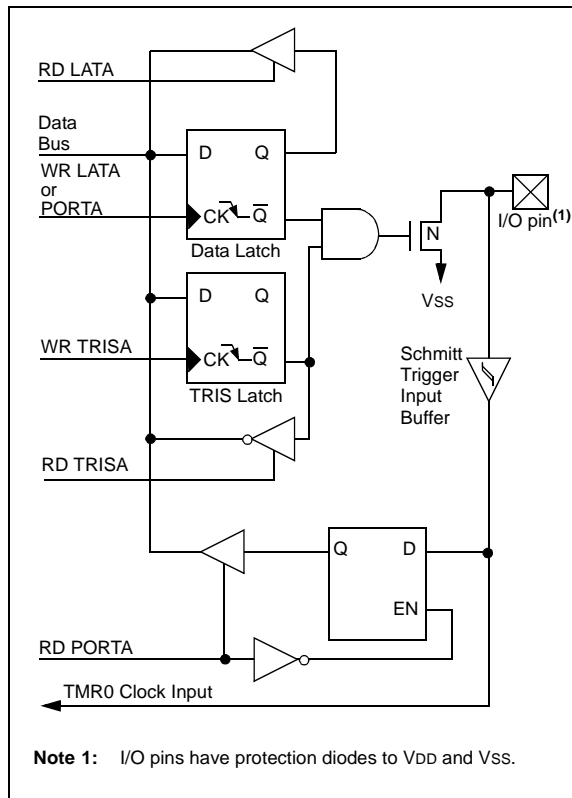 RD LATA
Data
Bus
WR LATA
or
PORTA
D Q
CK Q̅
Data Latch
N
I/O pin(1)
VSS
D Q
CK Q̅
WR TRISA
TRIS Latch
Schmitt
Trigger
Input
Buffer
RD TRISA
Q D
EN
RD PORTA
TMR0 Clock Input
Note 1: I/O pins have protection diodes to VDD and VSS.